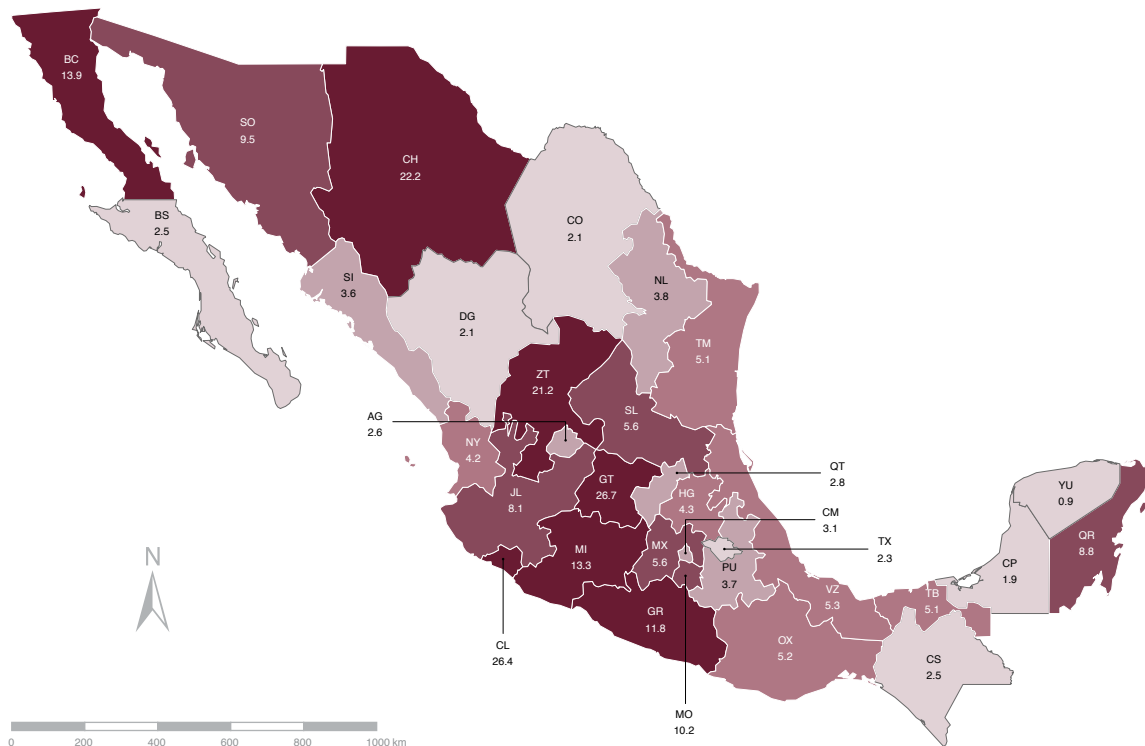 BC
13.9
SO
9.5
CH
22.2
BS
2.5
CO
2.1
SI
3.6
NL
3.8
DG
2.1
TM
5.1
ZT
21.2
AG
2.6
SL
5.6
NY
4.2
QT
2.8
GT
26.7
JL
8.1
HG
4.3
YU
0.9
CM
3.1
QR
8.8
TX
2.3
MX
5.6
MI
13.3
PU
3.7
CP
1.9
N
VZ
5.3
TB
5.1
GR
11.8
CL
26.4
OX
5.2
CS
2.5
MO
10.2
0 200 400 600 800 1000 km